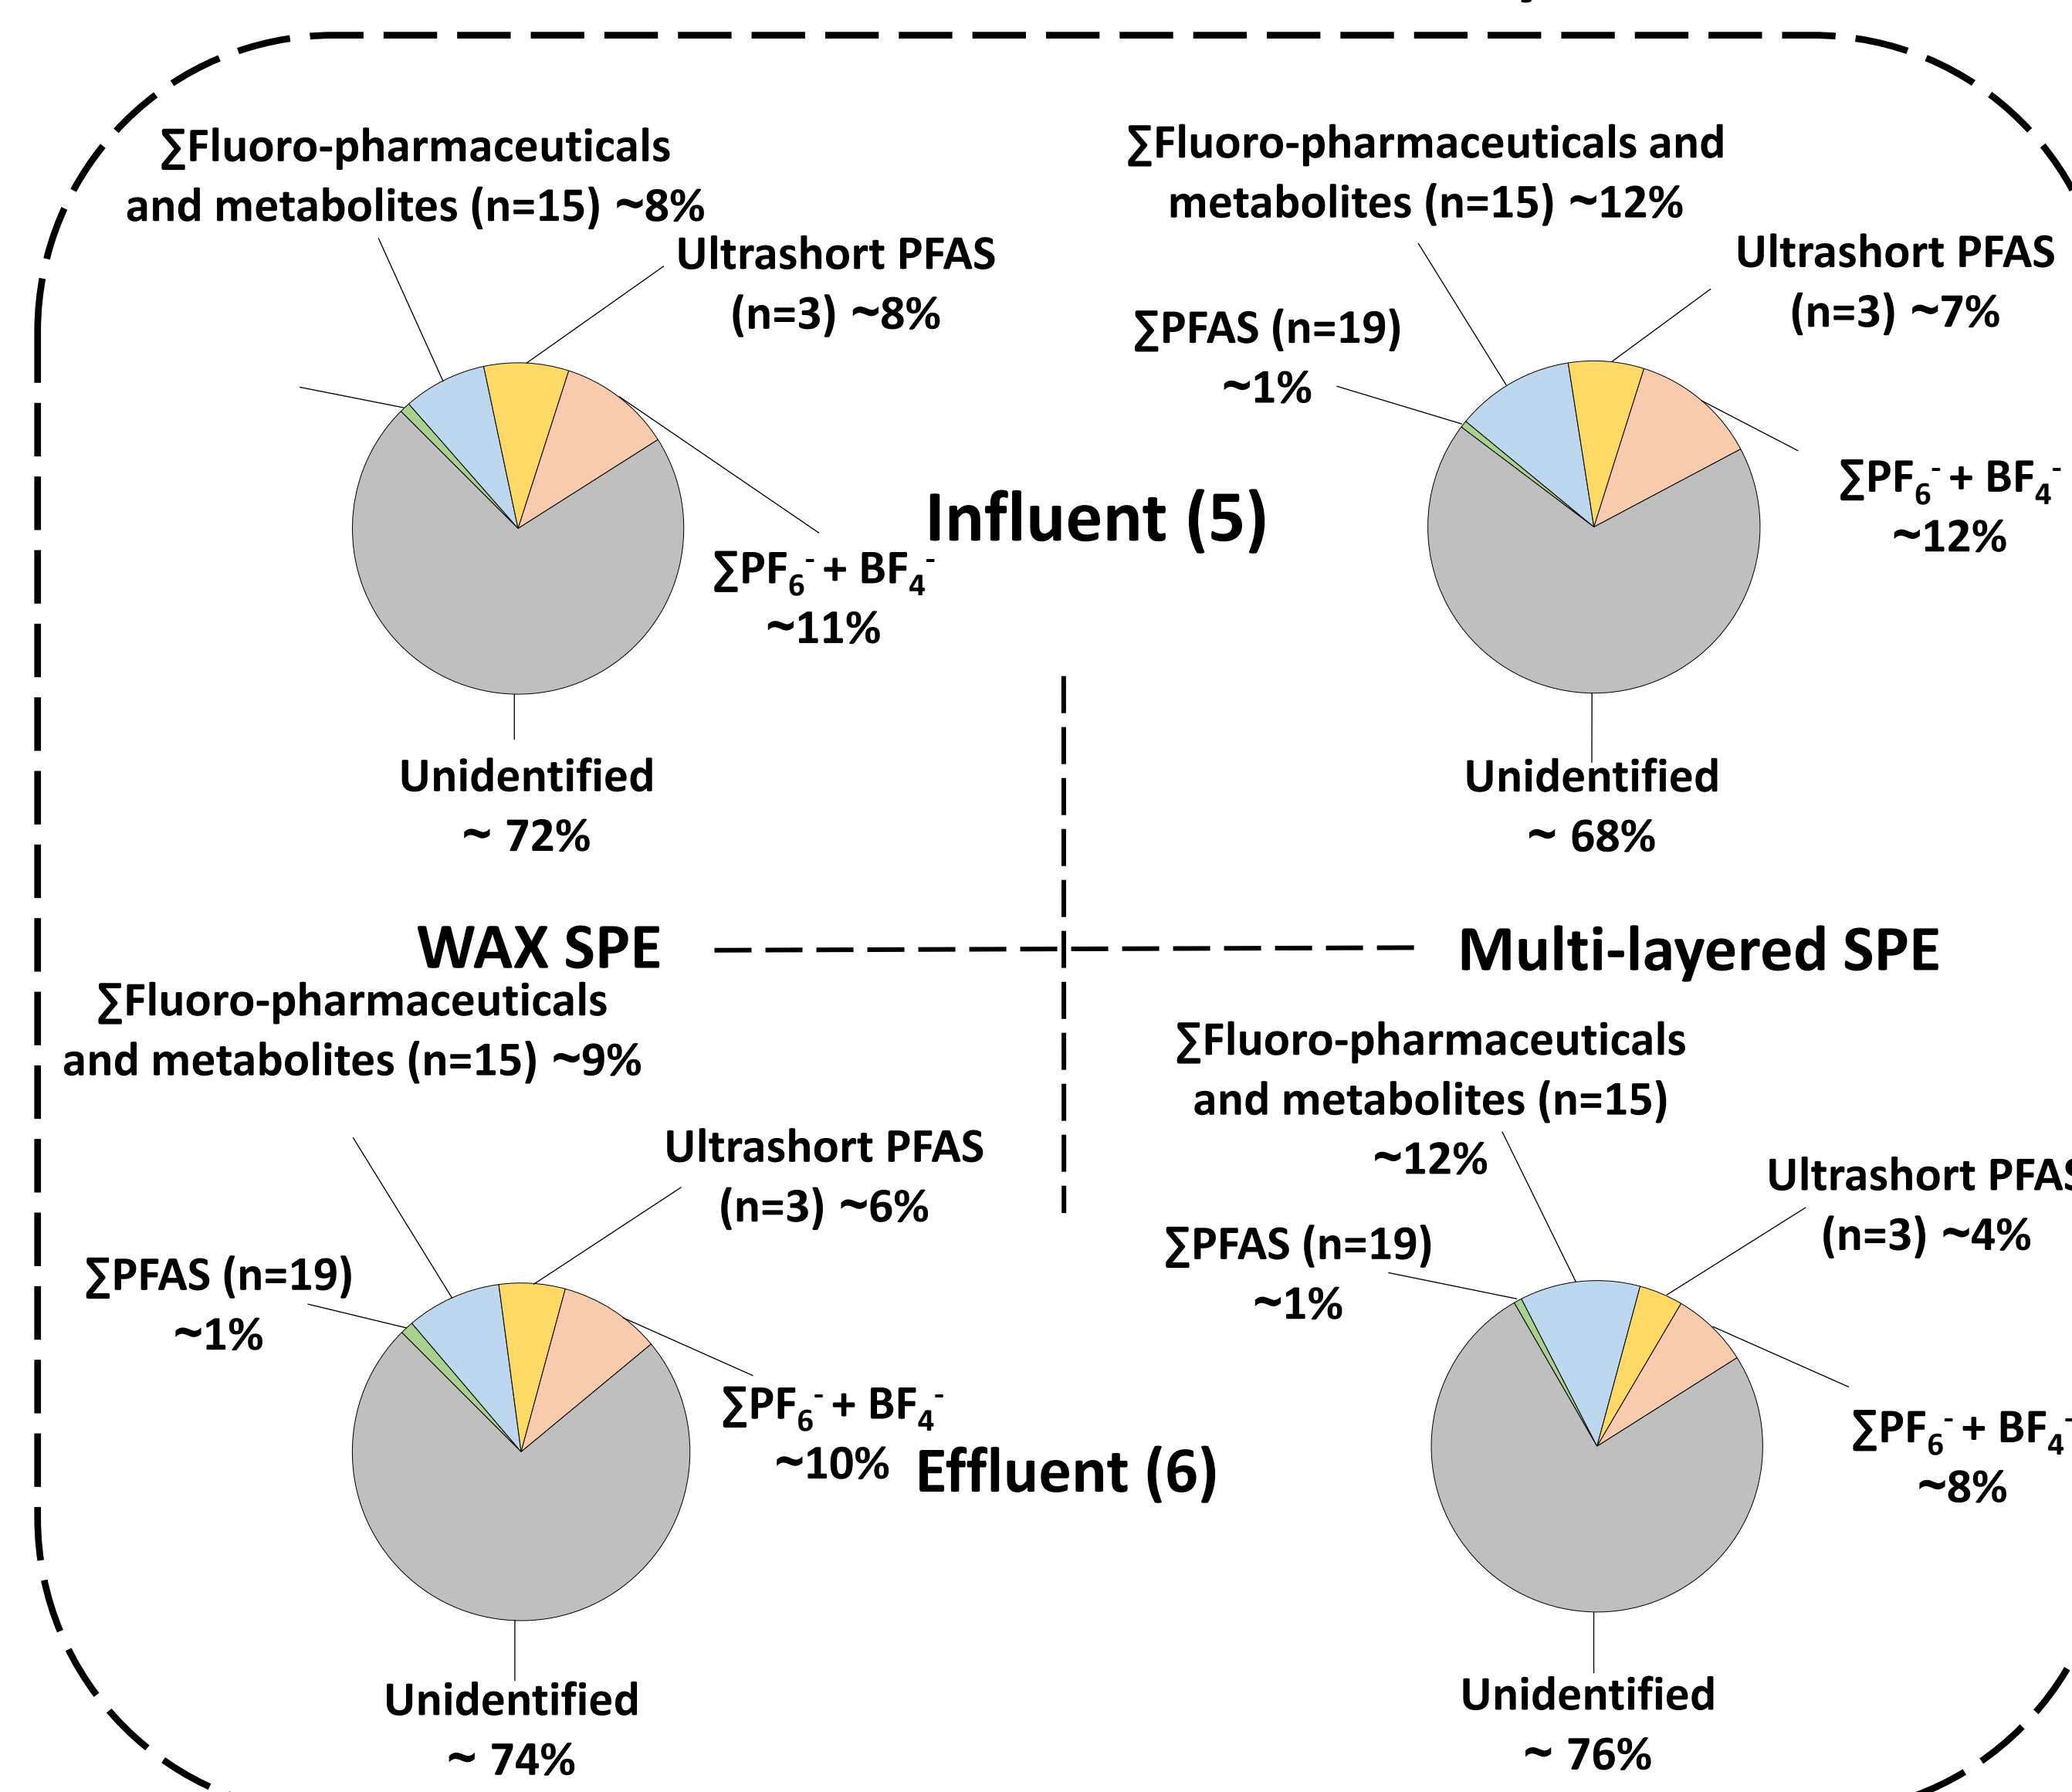 ∑Fluoro-pharmaceuticals
and metabolites (n=15) ~8%
Ultrashort PFAS
(n=3) ~8%
∑PF₆⁻ + BF₄⁻
~11%
Unidentified
~ 72%
Influent (5)
∑Fluoro-pharmaceuticals and
metabolites (n=15) ~12%
Ultrashort PFAS
(n=3) ~7%
∑PFAS (n=19)
~1%
∑PF₆⁻ + BF₄⁻
~12%
Unidentified
~ 68%
WAX SPE
Multi-layered SPE
∑Fluoro-pharmaceuticals
and metabolites (n=15) ~9%
Ultrashort PFAS
(n=3) ~6%
∑PFAS (n=19)
~1%
∑PF₆⁻ + BF₄⁻
~10%
Unidentified
~ 74%
Effluent (6)
∑Fluoro-pharmaceuticals
and metabolites (n=15)
~12%
Ultrashort PFAS
(n=3) ~4%
∑PFAS (n=19)
~1%
∑PF₆⁻ + BF₄⁻
~8%
Unidentified
~ 76%